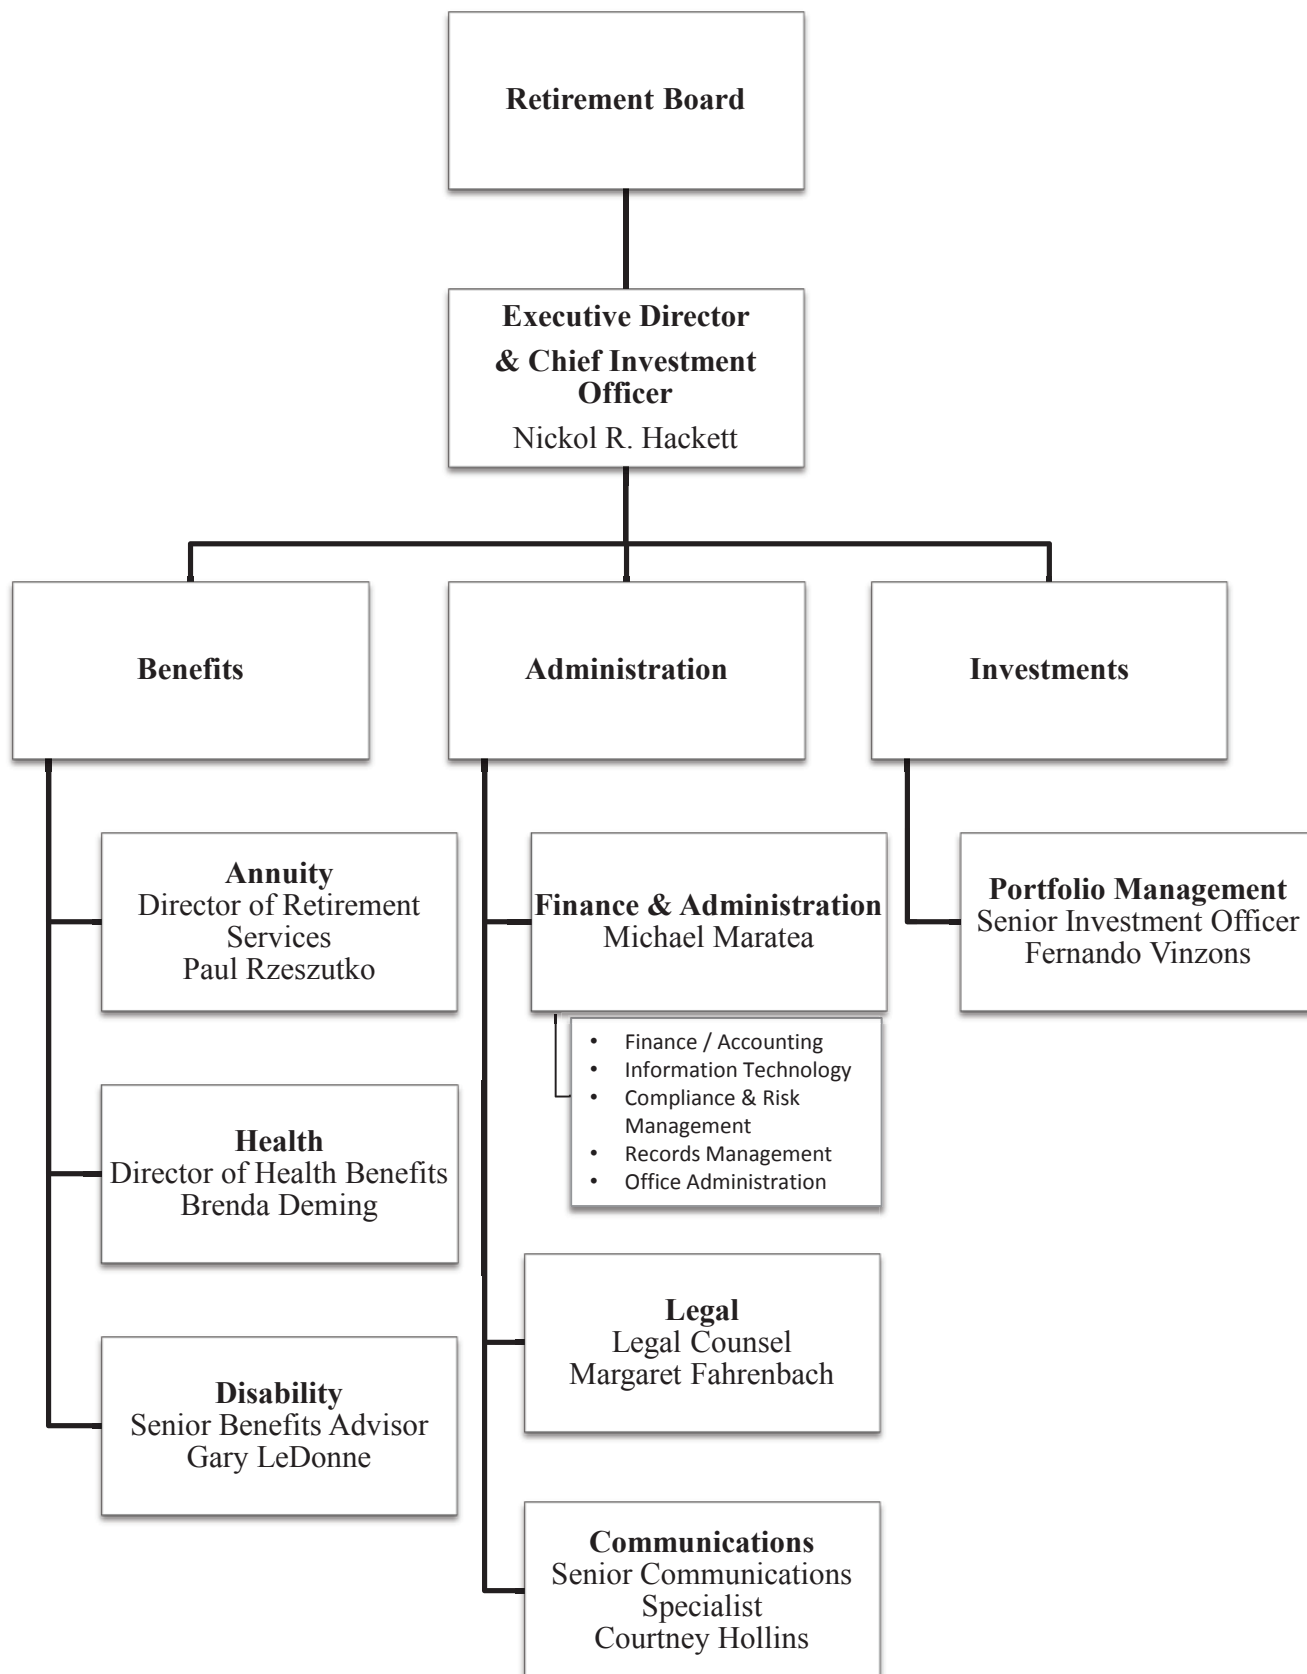 Retirement Board
Executive Director
& Chief Investment
Officer
Nickol R. Hackett
Benefits
Administration
Investments
Annuity
Director of Retirement
Services
Paul Rzeszutko
Health
Director of Health Benefits
Brenda Deming
Disability
Senior Benefits Advisor
Gary LeDonne
Finance & Administration
Michael Maratea
• Finance / Accounting
• Information Technology
• Compliance & Risk
Management
• Records Management
• Office Administration
Legal
Legal Counsel
Margaret Fahrenbach
Communications
Senior Communications
Specialist
Courtney Hollins
Portfolio Management
Senior Investment Officer
Fernando Vinzons